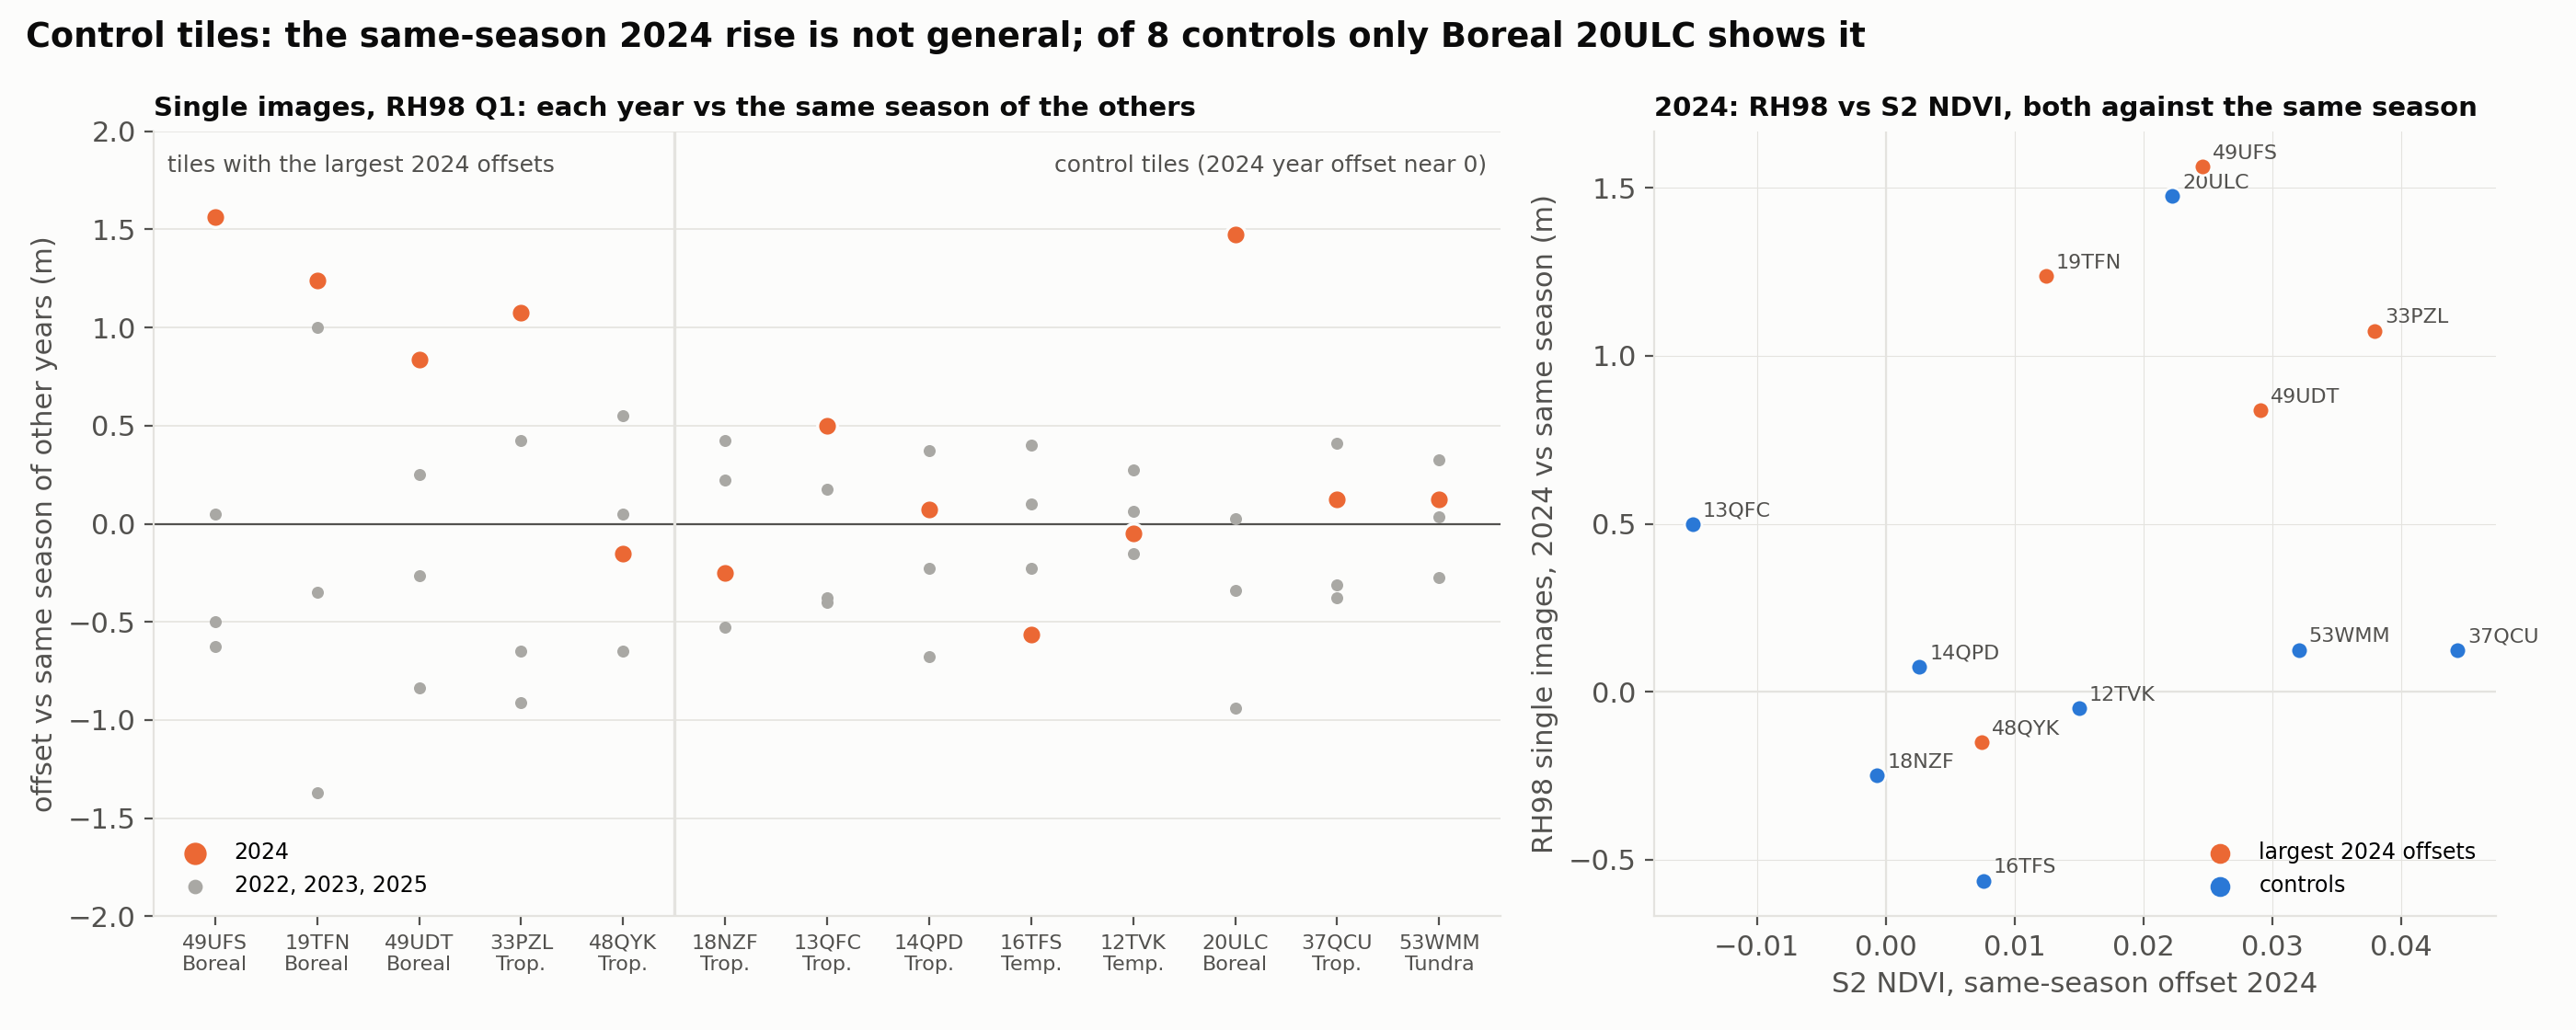 Control tiles: the same-season 2024 rise is not general; of 8 controls only Boreal 20ULC shows it
Single images, RH98 Q1: each year vs the same season of the others
offset vs same season of other years (m)
2.0
1.5
1.0
0.5
0.0
−0.5
−1.0
−1.5
−2.0
tiles with the largest 2024 offsets
control tiles (2024 year offset near 0)
2024
2022, 2023, 2025
49UFS
Boreal
19TFN
Boreal
49UDT
Boreal
33PZL
Trop.
48QYK
Trop.
18NZF
Trop.
13QFC
Trop.
14QPD
Trop.
16TFS
Temp.
12TVK
Temp.
20ULC
Boreal
37QCU
Trop.
53WMM
Tundra
2024: RH98 vs S2 NDVI, both against the same season
RH98 single images, 2024 vs same season (m)
1.5
1.0
0.5
0.0
−0.5
49UFS
20ULC
19TFN
33PZL
49UDT
13QFC
53WMM
37QCU
14QPD
12TVK
48QYK
18NZF
16TFS
largest 2024 offsets
controls
−0.01
0.00
0.01
0.02
0.03
0.04
S2 NDVI, same-season offset 2024